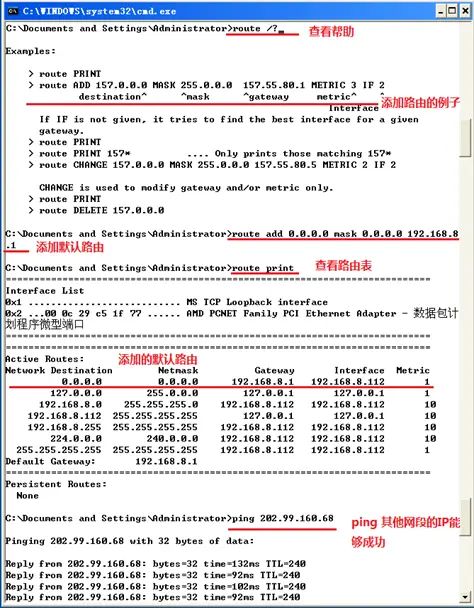 C:\WINDOWS\system32\cmd.exe
C:\Documents and Settings\Administrator>route /?_ 查看帮助
Examples:
> route PRINT
> route ADD 157.0.0.0 MASK 255.0.0.0 157.55.80.1 METRIC 3 IF 2
destination^ ^mask ^gateway metric^ ^
添加路由的例子
Interface^
If IF is not given, it tries to find the best interface for a given
gateway.
> route PRINT
> route PRINT 157* .... Only prints those matching 157*
> route CHANGE 157.0.0.0 MASK 255.0.0.0 157.55.80.5 METRIC 2 IF 2
CHANGE is used to modify gateway and/or metric only.
> route PRINT
> route DELETE 157.0.0.0
C:\Documents and Settings\Administrator>route add 0.0.0.0 mask 0.0.0.0 192.168.8
.1 添加默认路由
C:\Documents and Settings\Administrator>route print 查看路由表
===========================================================================
Interface List
0x1 ........................... MS TCP Loopback interface
0x2 ...00 0c 29 c5 1f 77 ...... AMD PCNET Family PCI Ethernet Adapter - 数据包计
划程序微型端口
===========================================================================
===========================================================================
Active Routes: 添加的默认路由
Network Destination Netmask Gateway Interface Metric
0.0.0.0 0.0.0.0 192.168.8.1 192.168.8.112 1
127.0.0.0 255.0.0.0 127.0.0.1 127.0.0.1 1
192.168.8.0 255.255.255.0 192.168.8.112 192.168.8.112 10
192.168.8.112 255.255.255.255 127.0.0.1 127.0.0.1 10
192.168.8.255 255.255.255.255 192.168.8.112 192.168.8.112 10
224.0.0.0 240.0.0.0 192.168.8.112 192.168.8.112 10
255.255.255.255 255.255.255.255 192.168.8.112 192.168.8.112 1
Default Gateway: 192.168.8.1
===========================================================================
Persistent Routes:
None
C:\Documents and Settings\Administrator>ping 202.99.160.68
ping 其他网段的IP能
够成功
Pinging 202.99.160.68 with 32 bytes of data:
Reply from 202.99.160.68: bytes=32 time=132ms TTL=240
Reply from 202.99.160.68: bytes=32 time=92ms TTL=240
Reply from 202.99.160.68: bytes=32 time=102ms TTL=240
Reply from 202.99.160.68: bytes=32 time=92ms TTL=240